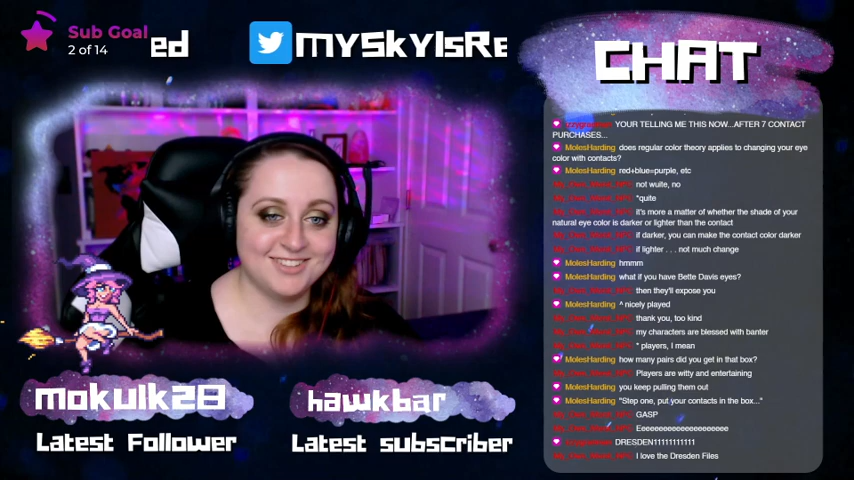 Sub Goal
2 of 14
ed
MYSKYISRE
CHAT
YOUR TELLING ME THIS NOW...AFTER 7 CONTACT
PURCHASES...
MolesHarding does regular color theory applies to changing your eye
color with contacts?
MolesHarding red+blue=purple, etc
not wuite, no
*quite
it's more a matter of whether the shade of your
natural eye color is darker or lighter than the contact
if darker, you can make the contact color darker
if lighter . . . not much change
MolesHarding hmmm
MolesHarding what if you have Bette Davis eyes?
then they'll expose you
MolesHarding ^ nicely played
thank you, too kind
my characters are blessed with banter
* players, I mean
MolesHarding how many pairs did you get in that box?
Players are witty and entertaining
MolesHarding you keep pulling them out
MolesHarding "Step one, put your contacts in the box..."
GASP
Eeeeeeeeeeeeeeeeeeee
DRESDEN11111111111
I love the Dresden Files
mokulk28
Latest Follower
hawkbar
Latest subscriber